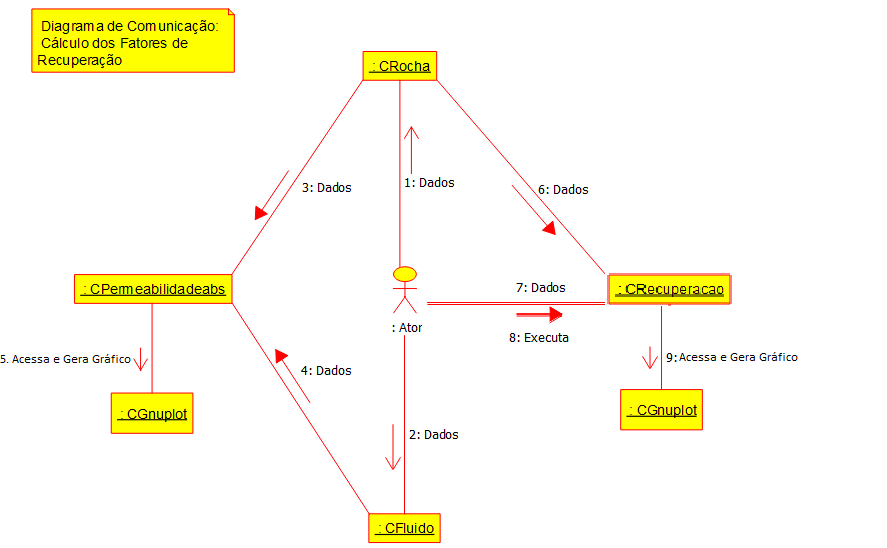 Diagrama de Comunicação:
Cálculo dos Fatores de
Recuperação
: CRocha
3: Dados
1: Dados
6: Dados
: CPermeabilidadeabs
7: Dados
: CRecuperacao
: Ator
8: Executa
5. Acessa e Gera Gráfico
4: Dados
9: Acessa e Gera Gráfico
: CGnuplot
: CGnuplot
2: Dados
: CFluido